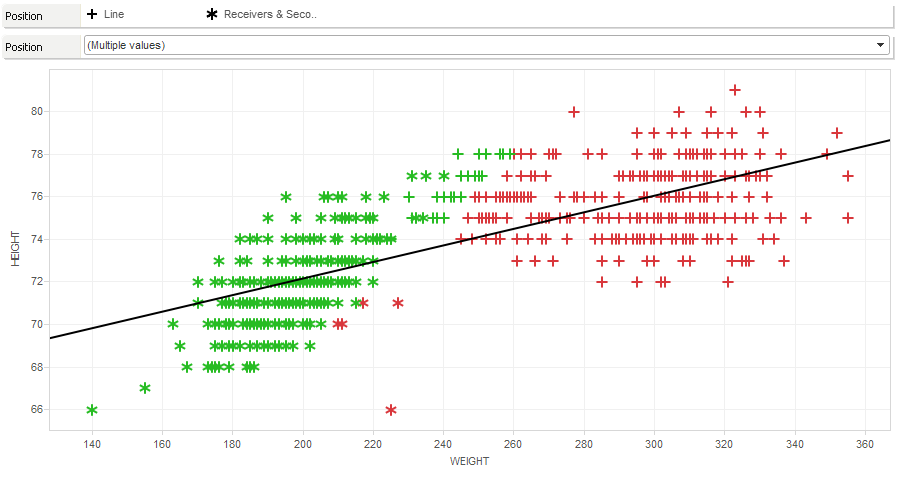 Position Line Receivers & Seco..
Position (Multiple values)
80
78
76
74
72
70
68
66
HEIGHT
140 160 180 200 220 240 260 280 300 320 340 360
WEIGHT